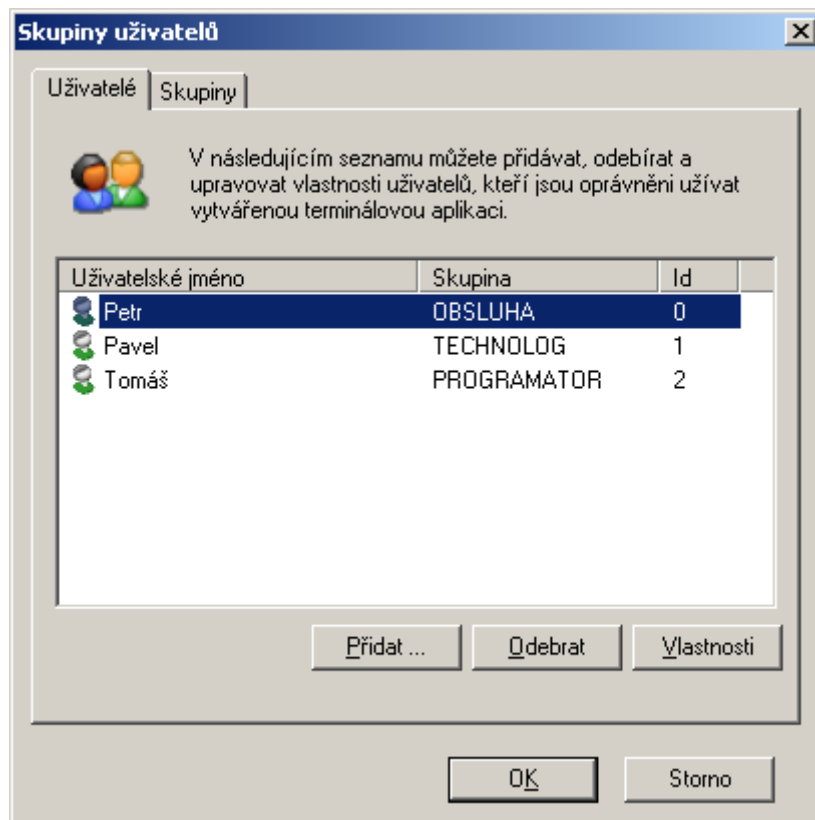 Skupiny uživatelů
Uživatelé Skupiny
V následujícím seznamu můžete přidávat, odebírat a
upravovat vlastnosti uživatelů, kteří jsou oprávněni užívat
vytvářenou terminálovou aplikaci.
Uživatelské jméno Skupina Id
Petr OBSLUHA 0
Pavel TECHNOLOG 1
Tomáš PROGRAMATOR 2
Přidat ... Odebrat Vlastnosti
OK Storno